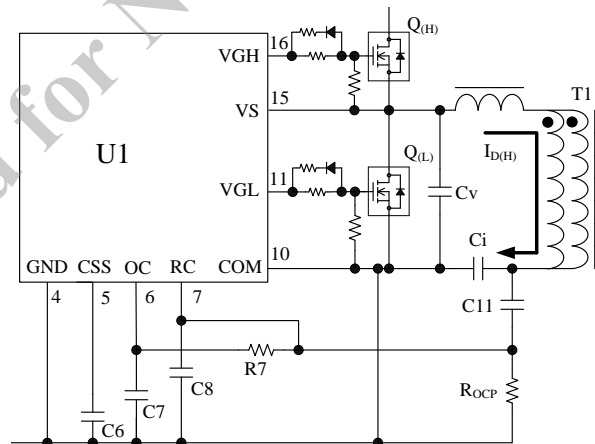 Q(H)
16
VGH
T1
15
VS
U1
Q(L)
ID(H)
11
VGL
Cv
Ci
10
GND CSS OC RC COM
4 5 6 7
C11
R7
C8
C7
C6
ROCP
for N